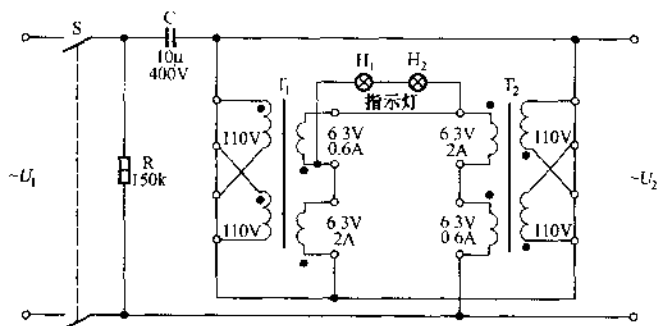 S
C
10μ
400V
H₁ H₂
指示灯
T₁
T₂
R
150k
~U₁
~U₂
110V
110V
6.3V
0.6A
6.3V
2A
6.3V
2A
6.3V
0.6A
110V
110V